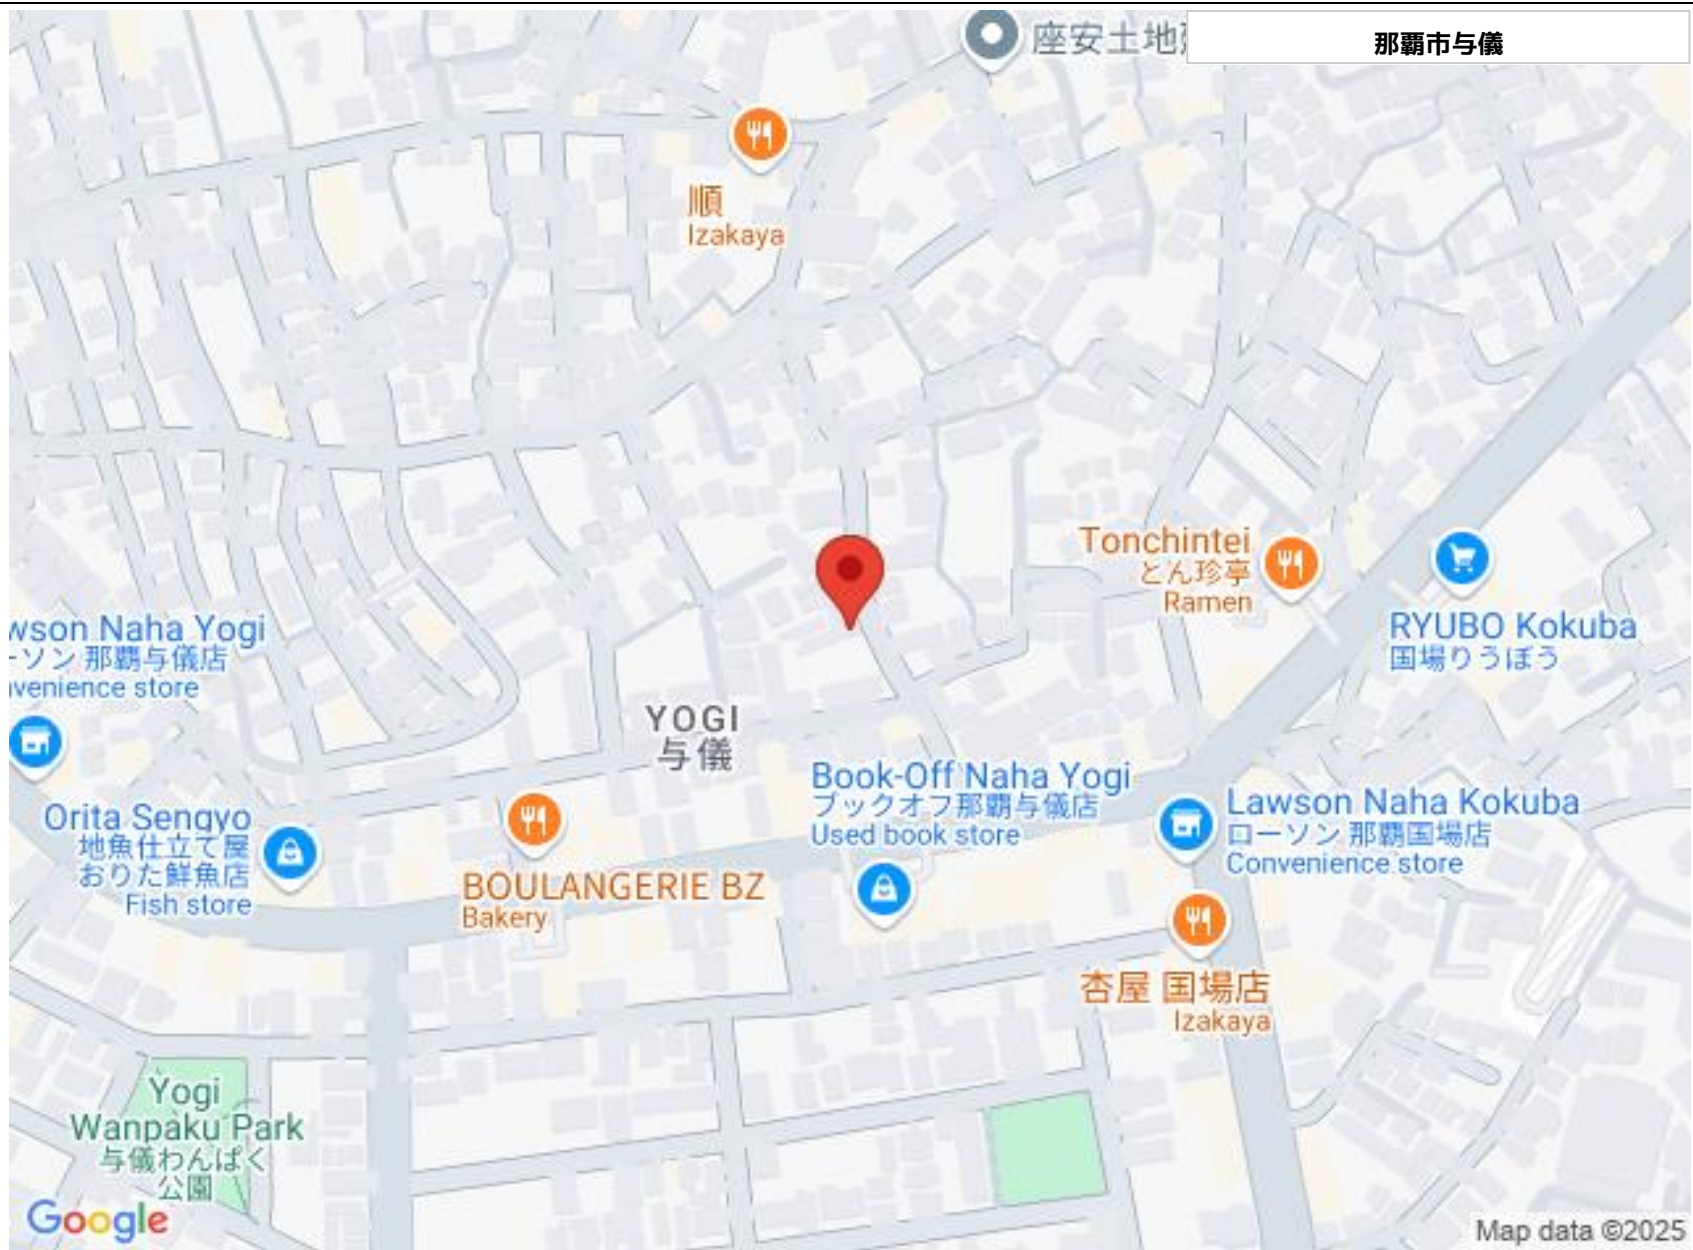 座安土地
那覇市与儀
順
Izakaya
Tonchintei
とん珍亭
Ramen
RYUBO Kokuba
国場りうぼう
wson Naha Yogi
ーソン 那覇与儀店
nvenience store
YOGI
与儀
Book-Off Naha Yogi
ブックオフ那覇与儀店
Used book store
Orita Sengyo
地魚仕立て屋
おりた鮮魚店
Fish store
BOULANGERIE BZ
Bakery
Lawson Naha Kokuba
ローソン 那覇国場店
Convenience store
杏屋 国場店
Izakaya
Yogi
Wanpaku Park
与儀わんぱく
公園
Google
Map data ©2025